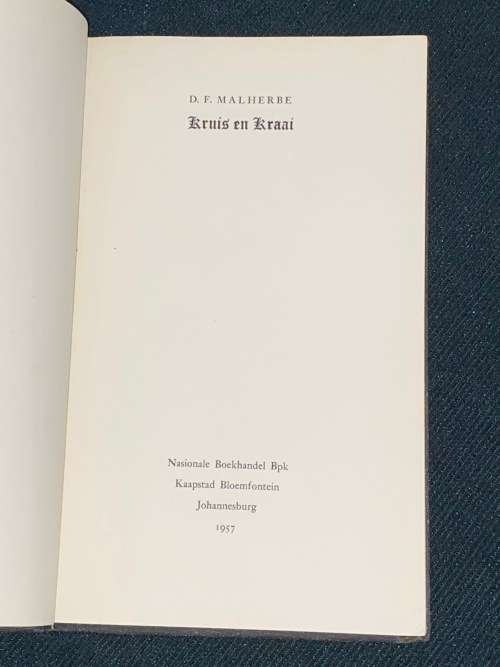 D. F. MALHERBE
Kruis en Kraai
Nasionale Boekhandel Bpk
Kaapstad Bloemfontein
Johannesburg
1957